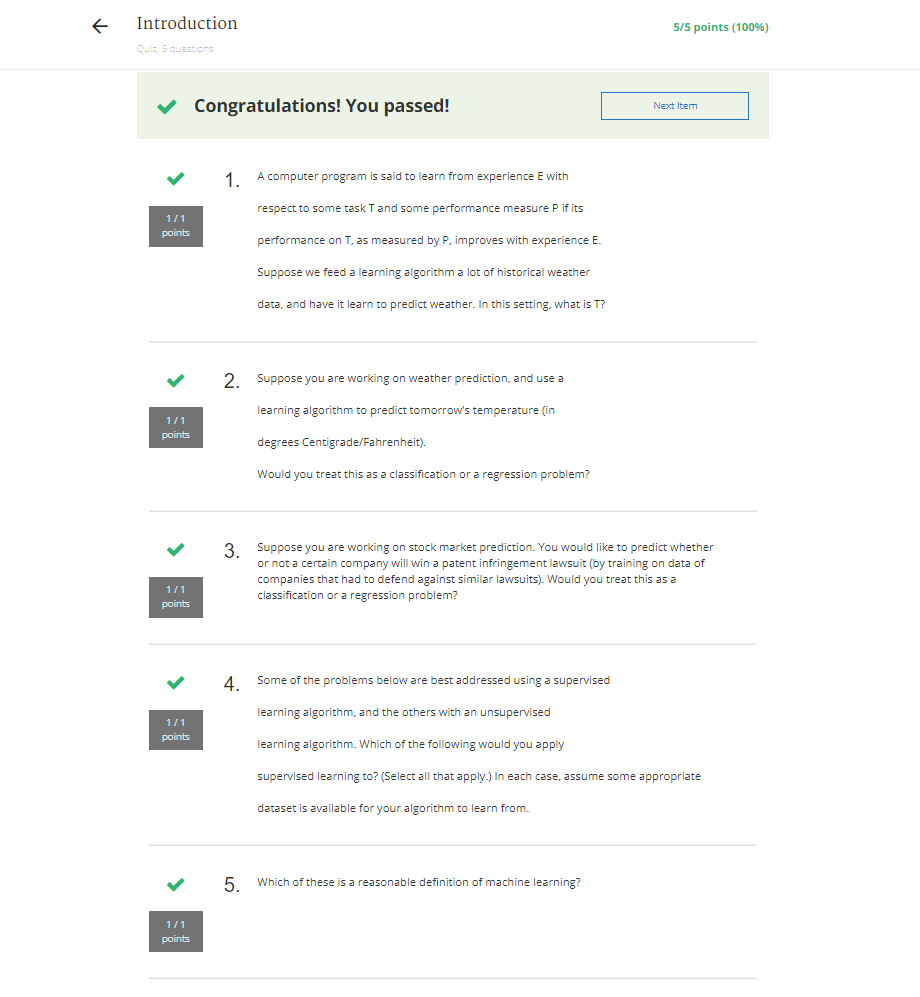 Introduction
5/5 points (100%)
Quiz, 5 questions
Congratulations! You passed!
Next Item
1 / 1
points
1.
A computer program is said to learn from experience E with
respect to some task T and some performance measure P if its
performance on T, as measured by P, improves with experience E.
Suppose we feed a learning algorithm a lot of historical weather
data, and have it learn to predict weather. In this setting, what is T?
1 / 1
points
2.
Suppose you are working on weather prediction, and use a
learning algorithm to predict tomorrow's temperature (in
degrees Centigrade/Fahrenheit).
Would you treat this as a classification or a regression problem?
1 / 1
points
3.
Suppose you are working on stock market prediction. You would like to predict whether
or not a certain company will win a patent infringement lawsuit (by training on data of
companies that had to defend against similar lawsuits). Would you treat this as a
classification or a regression problem?
1 / 1
points
4.
Some of the problems below are best addressed using a supervised
learning algorithm, and the others with an unsupervised
learning algorithm. Which of the following would you apply
supervised learning to? (Select all that apply.) In each case, assume some appropriate
dataset is available for your algorithm to learn from.
1 / 1
points
5.
Which of these is a reasonable definition of machine learning?